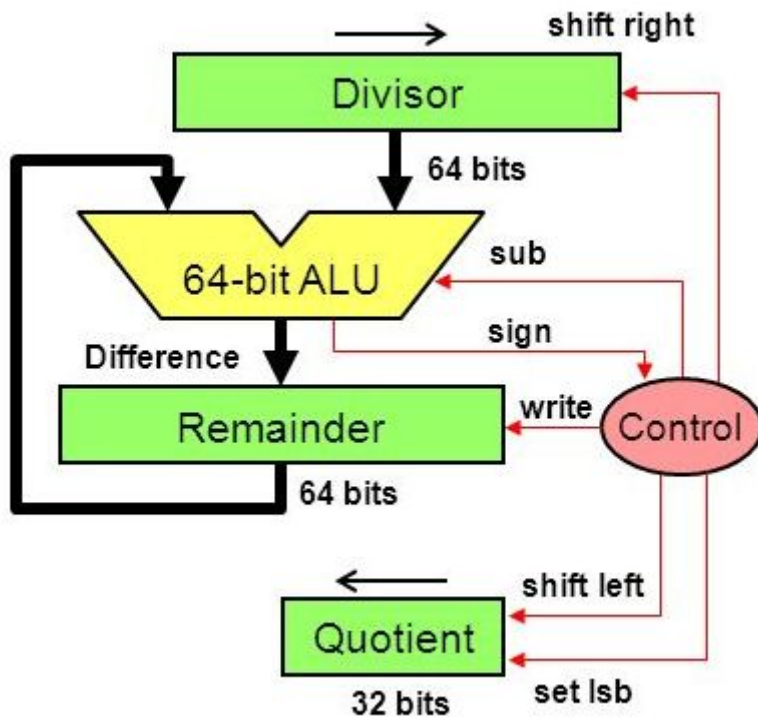 shift right
Divisor
64 bits
64-bit ALU
sub
sign
Difference
write
Remainder
Control
64 bits
shift left
Quotient
set lsb
32 bits